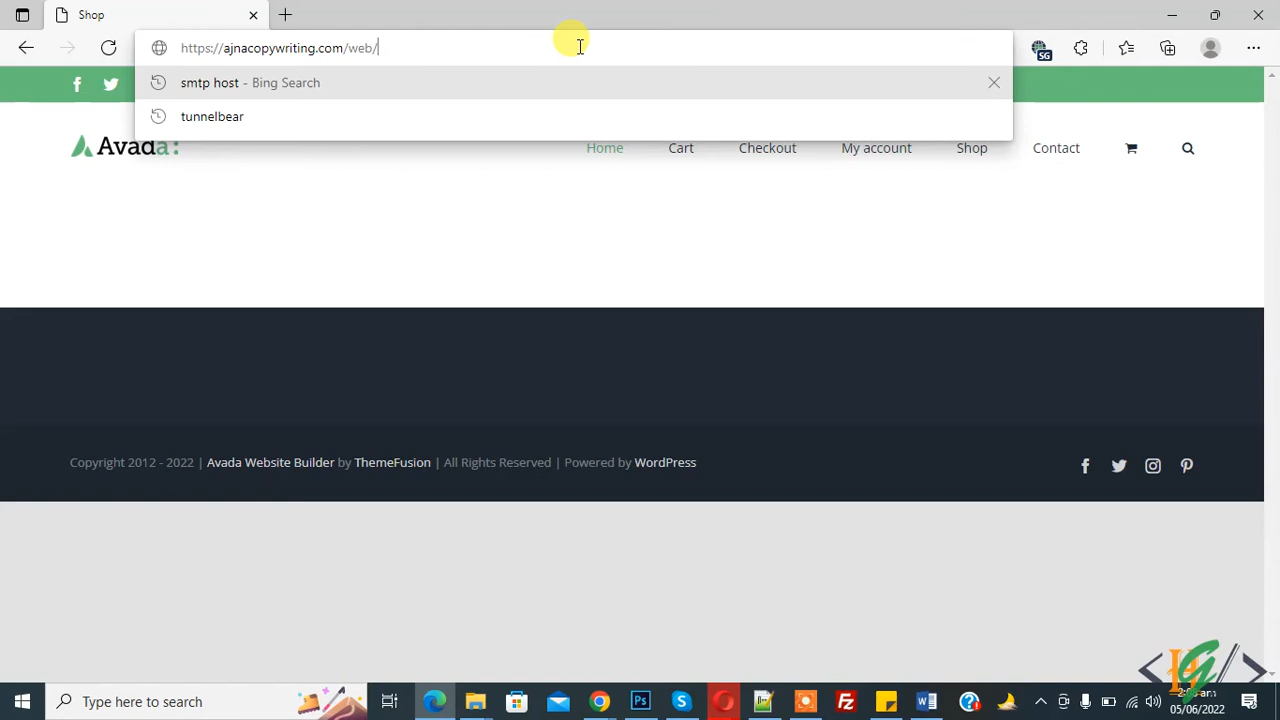 Shop
https://ajnacopywriting.com/web/
SG
smtp host - Bing Search
tunnelbear
Avada
Home
Cart
Checkout
My account
Shop
Contact
Copyright 2012 - 2022 | Avada Website Builder by ThemeFusion | All Rights Reserved | Powered by WordPress
Type here to search
Ps
05/06/2022